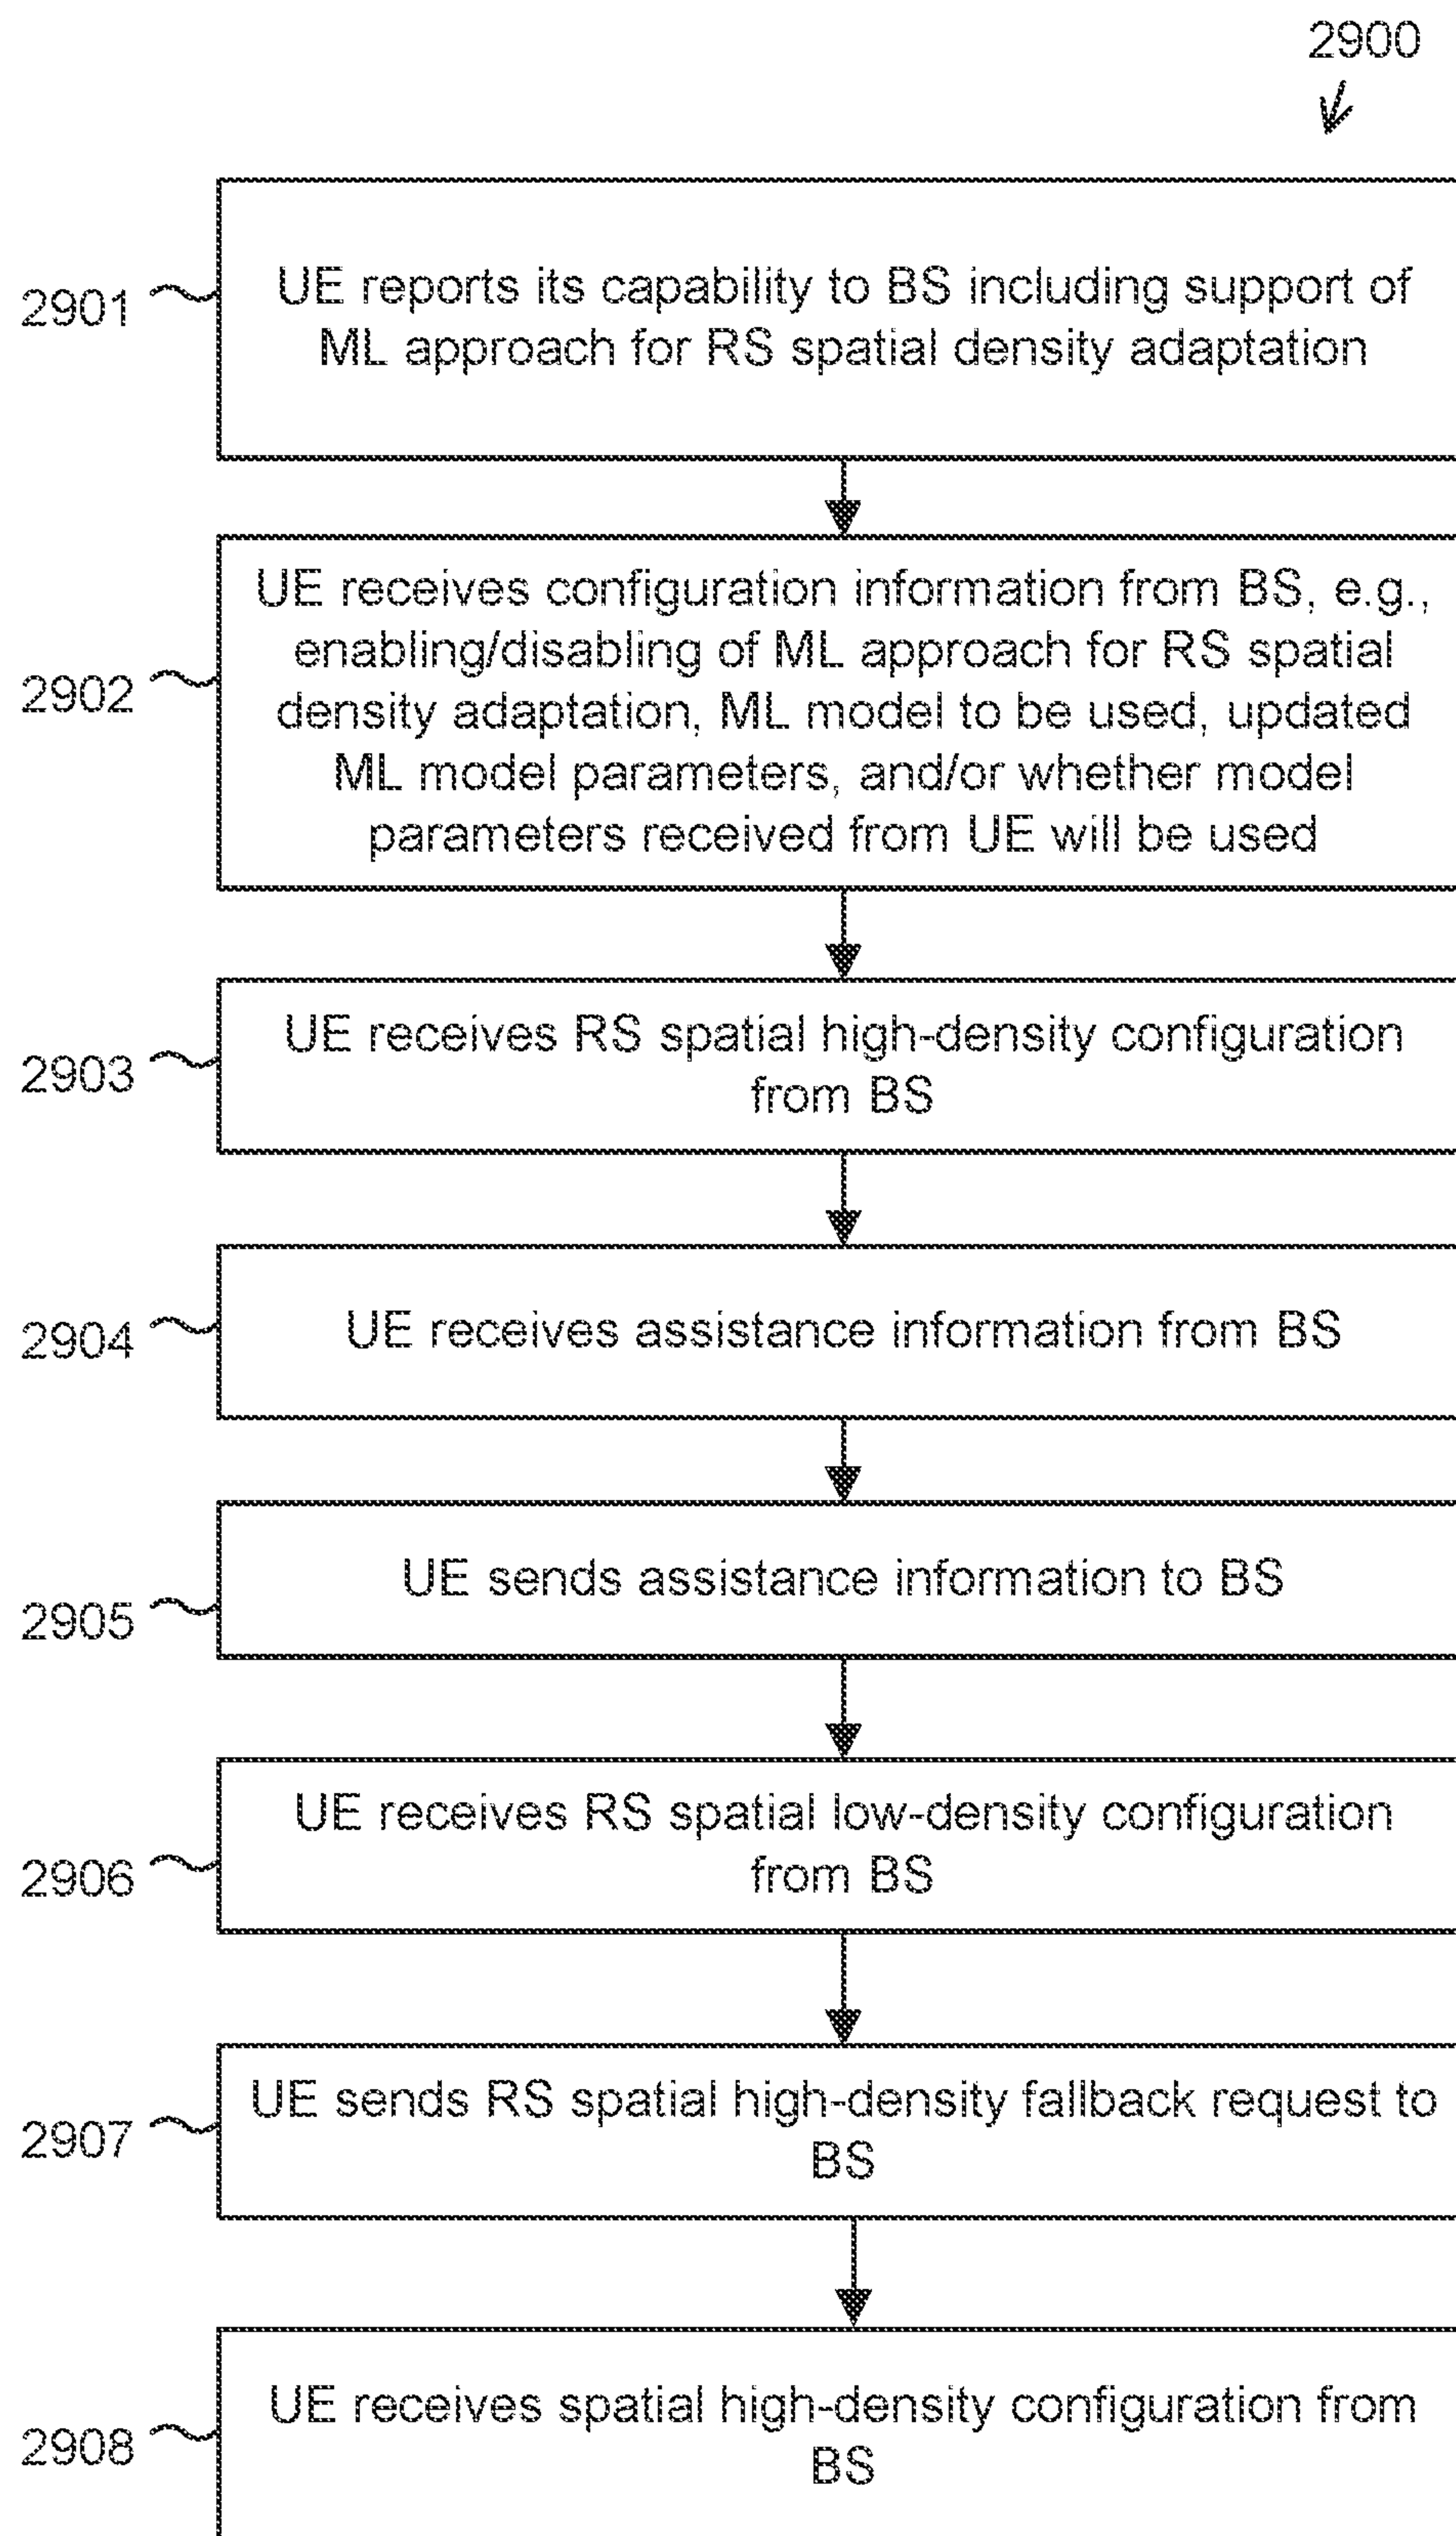 2900
2901
UE reports its capability to BS including support of
ML approach for RS spatial density adaptation
2902
UE receives configuration information from BS, e.g.,
enabling/disabling of ML approach for RS spatial
density adaptation, ML model to be used, updated
ML model parameters, and/or whether model
parameters received from UE will be used
2903
UE receives RS spatial high-density configuration
from BS
2904
UE receives assistance information from BS
2905
UE sends assistance information to BS
2906
UE receives RS spatial low-density configuration
from BS
2907
UE sends RS spatial high-density fallback request to
BS
2908
UE receives spatial high-density configuration from
BS